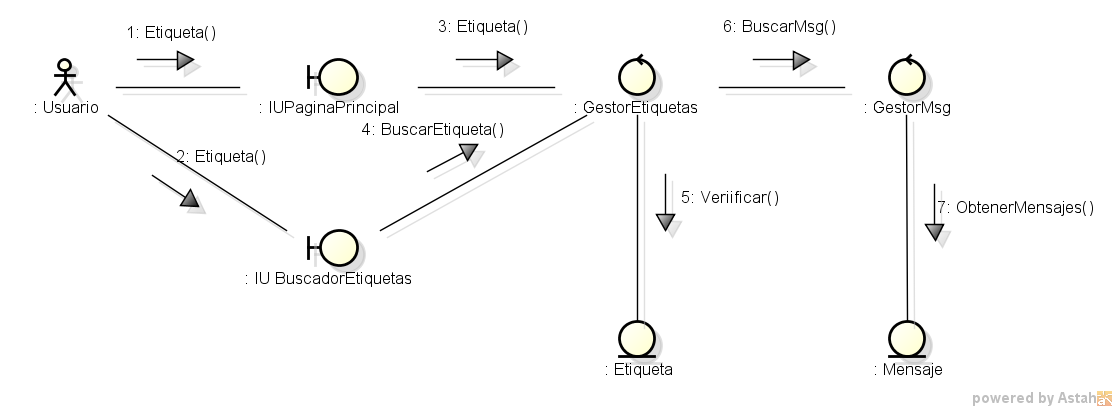 1: Etiqueta()
3: Etiqueta()
6: BuscarMsg()
: Usuario
: IUPaginaPrincipal
: GestorEtiquetas
: GestorMsg
4: BuscarEtiqueta()
2: Etiqueta()
5: Veriificar()
7: ObtenerMensajes()
: IU BuscadorEtiquetas
: Etiqueta
: Mensaje
powered by Astah